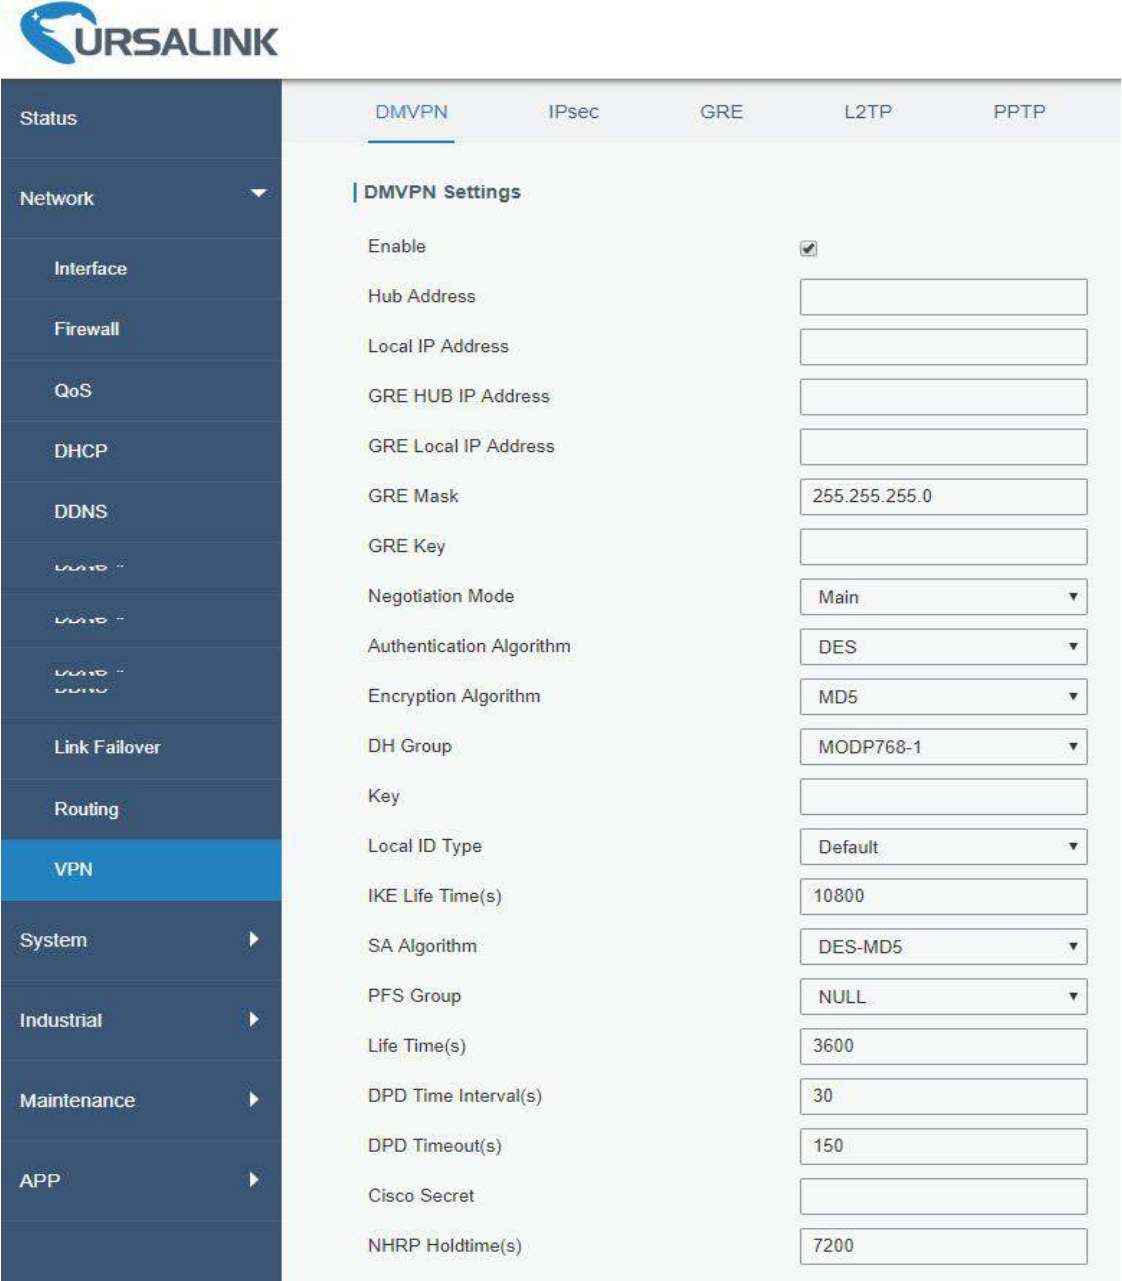 URSALINK
Status
DMVPN IPsec GRE L2TP PPTP
Network
DMVPN Settings
Enable
Interface
Hub Address
Firewall
Local IP Address
QoS
GRE HUB IP Address
DHCP
GRE Local IP Address
DDNS
GRE Mask 255.255.255.0
GRE Key
Negotiation Mode Main
Authentication Algorithm DES
Encryption Algorithm MD5
Link Failover
DH Group MODP768-1
Routing
Key
VPN
Local ID Type Default
IKE Life Time(s) 10800
System
SA Algorithm DES-MD5
PFS Group NULL
Industrial
Life Time(s) 3600
Maintenance
DPD Time Interval(s) 30
DPD Timeout(s) 150
APP
Cisco Secret
NHRP Holdtime(s) 7200